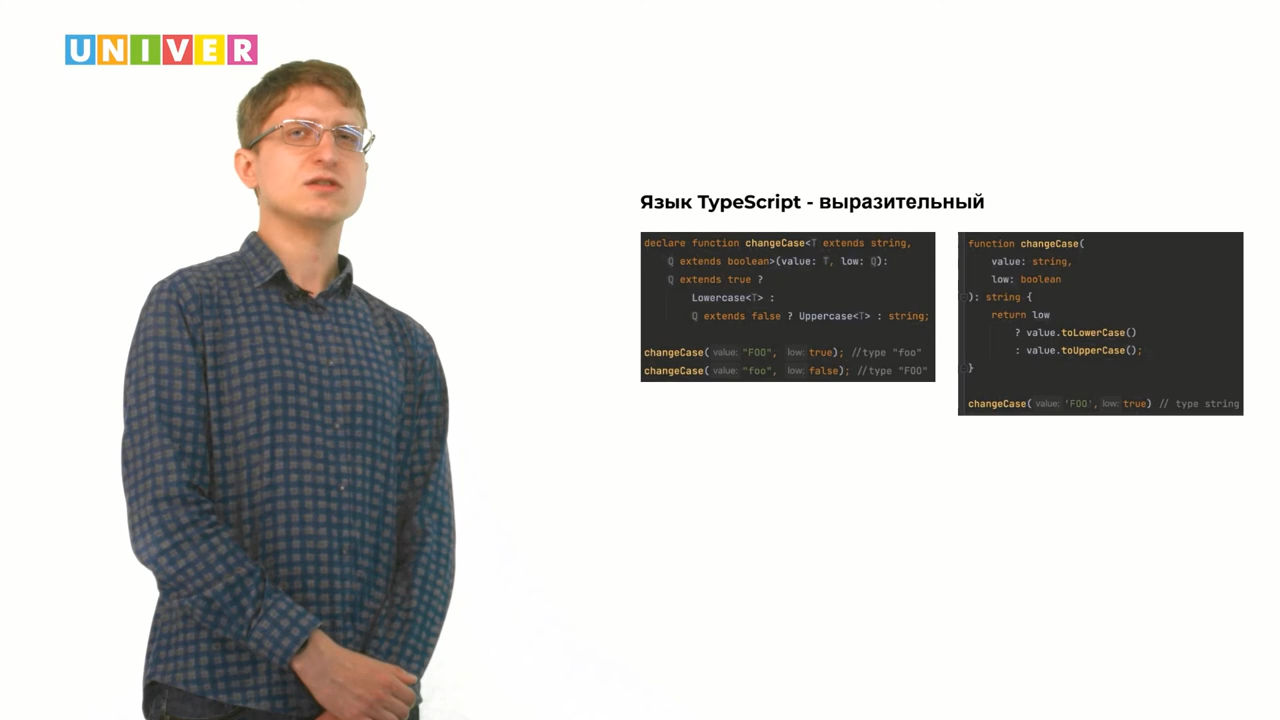 UNIVER
Язык TypeScript - выразительный
declare function changeCase<T extends string,
Q extends boolean>(value: T, low: Q):
Q extends true ?
Lowercase<T> :
Q extends false ? Uppercase<T> : string;
changeCase( value: "FOO", low: true); //type "foo"
changeCase( value: "foo", low: false); //type "FOO"
function changeCase(
value: string,
low: boolean
): string {
return low
? value.toLowerCase()
: value.toUpperCase();
}
changeCase( value: 'FOO', low: true) // type string